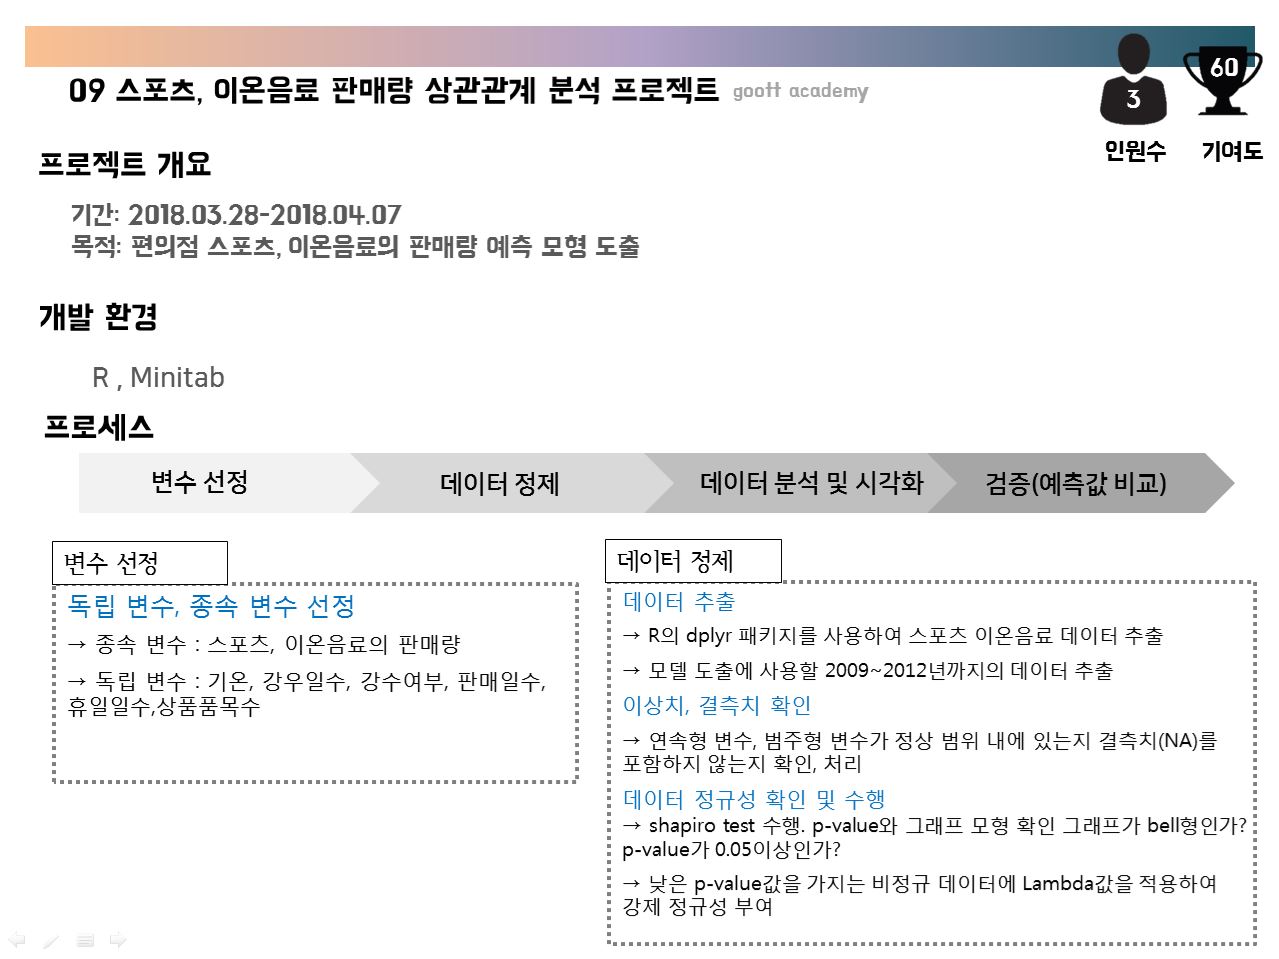 09 스포츠, 이온음료 판매량 상관관계 분석 프로젝트 goott academy
3
60
인원수
기여도
프로젝트 개요
기간: 2018.03.28-2018.04.07
목적: 편의점 스포츠, 이온음료의 판매량 예측 모형 도출
개발 환경
R , Minitab
프로세스
변수 선정
데이터 정제
데이터 분석 및 시각화
검증(예측값 비교)
변수 선정
독립 변수, 종속 변수 선정
→ 종속 변수 : 스포츠, 이온음료의 판매량
→ 독립 변수 : 기온, 강우일수, 강수여부, 판매일수,
휴일일수,상품품목수
데이터 정제
데이터 추출
→ R의 dplyr 패키지를 사용하여 스포츠 이온음료 데이터 추출
→ 모델 도출에 사용할 2009~2012년까지의 데이터 추출
이상치, 결측치 확인
→ 연속형 변수, 범주형 변수가 정상 범위 내에 있는지 결측치(NA)를
포함하지 않는지 확인, 처리
데이터 정규성 확인 및 수행
→ shapiro test 수행. p-value와 그래프 모형 확인 그래프가 bell형인가?
p-value가 0.05이상인가?
→ 낮은 p-value값을 가지는 비정규 데이터에 Lambda값을 적용하여
강제 정규성 부여